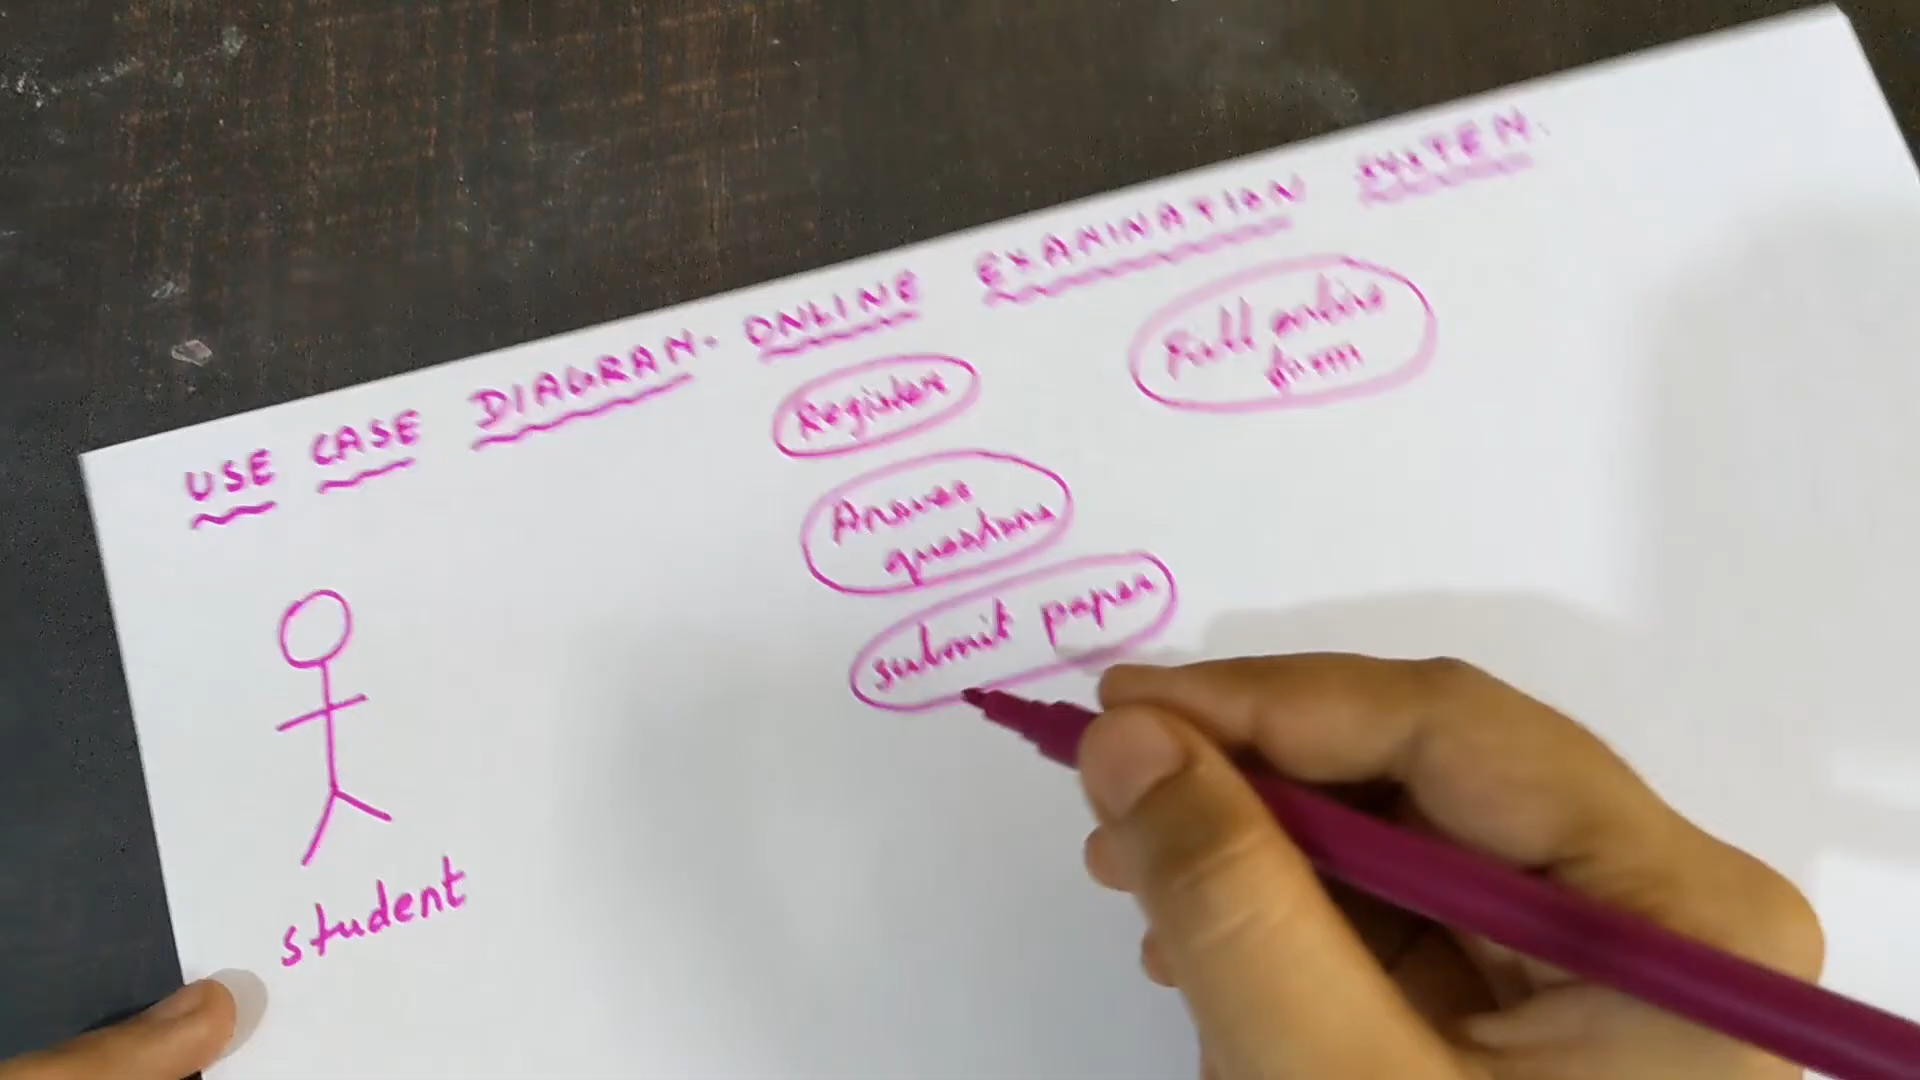 USE CASE DIAGRAM- ONLINE EXAMINATION SYSTEM.
Register
Fill online
form
Answer
questions
submit paper
student